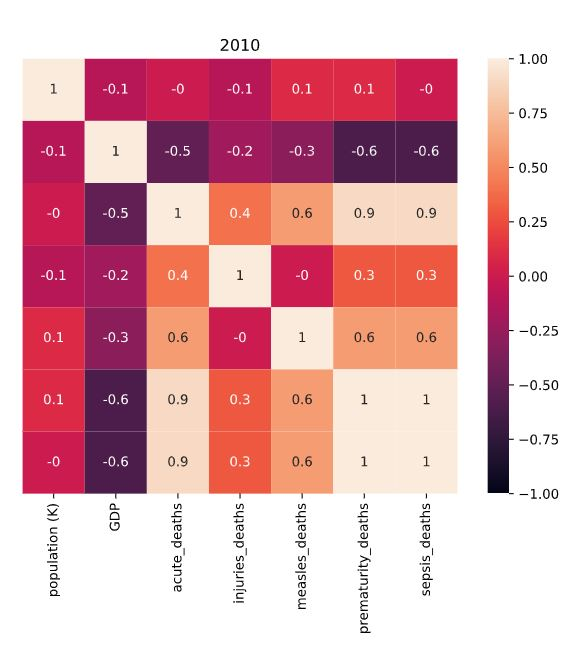 2010
1 -0.1 -0 -0.1 0.1 0.1 -0
-0.1 1 -0.5 -0.2 -0.3 -0.6 -0.6
-0 -0.5 1 0.4 0.6 0.9 0.9
-0.1 -0.2 0.4 1 -0 0.3 0.3
0.1 -0.3 0.6 -0 1 0.6 0.6
0.1 -0.6 0.9 0.3 0.6 1 1
-0 -0.6 0.9 0.3 0.6 1 1
population (K)
GDP
acute_deaths
injuries_deaths
measles_deaths
prematurity_deaths
sepsis_deaths
1.00
0.75
0.50
0.25
0.00
−0.25
−0.50
−0.75
−1.00